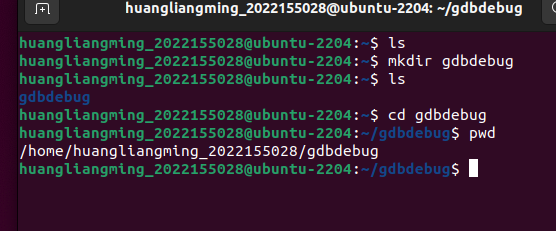 huangliangming_2022155028@ubuntu-2204: ~/gdbdebug
huangliangming_2022155028@ubuntu-2204:~$ ls
huangliangming_2022155028@ubuntu-2204:~$ mkdir gdbdebug
huangliangming_2022155028@ubuntu-2204:~$ ls
gdbdebug
huangliangming_2022155028@ubuntu-2204:~$ cd gdbdebug
huangliangming_2022155028@ubuntu-2204:~/gdbdebug$ pwd
/home/huangliangming_2022155028/gdbdebug
huangliangming_2022155028@ubuntu-2204:~/gdbdebug$